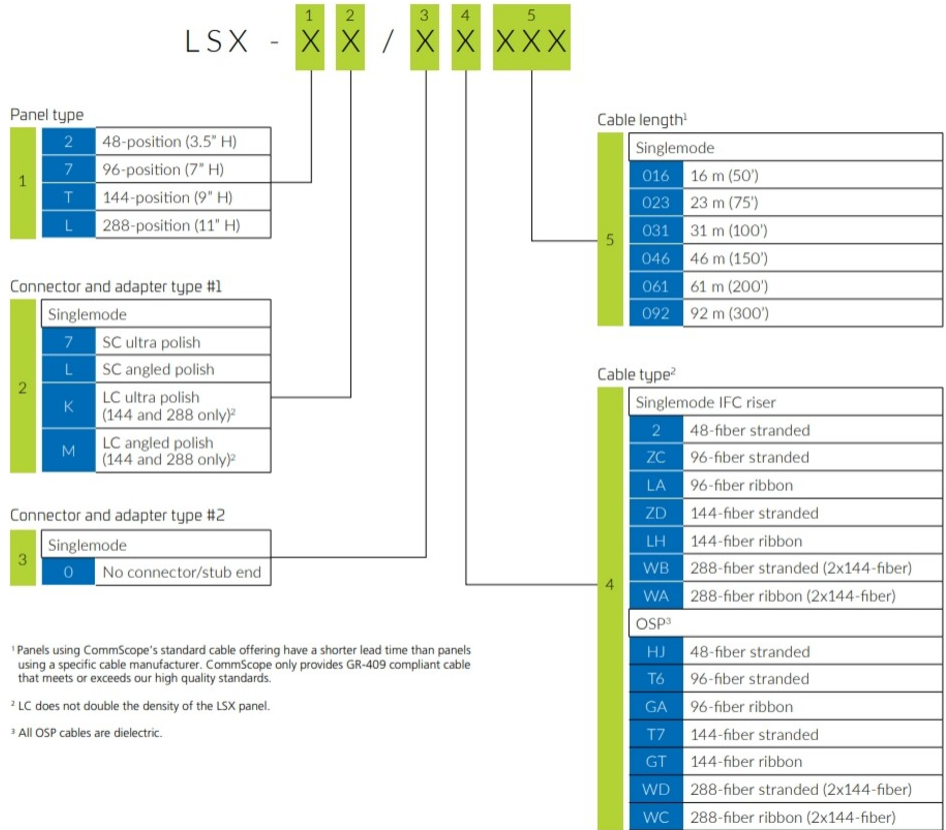 1 2 3 4 5
LSX - X X / X X XXX
Panel type
1
2 48-position (3.5" H)
7 96-position (7" H)
T 144-position (9" H)
L 288-position (11" H)
Connector and adapter type #1
2
Singlemode
7 SC ultra polish
L SC angled polish
K LC ultra polish
(144 and 288 only)²
M LC angled polish
(144 and 288 only)²
Connector and adapter type #2
3
Singlemode
0 No connector/stub end
¹ Panels using CommScope's standard cable offering have a shorter lead time than panels
using a specific cable manufacturer. CommScope only provides GR-409 compliant cable
that meets or exceeds our high quality standards.
² LC does not double the density of the LSX panel.
³ All OSP cables are dielectric.
Cable length¹
5
Singlemode
016 16 m (50')
023 23 m (75')
031 31 m (100')
046 46 m (150')
061 61 m (200')
092 92 m (300')
Cable type²
4
Singlemode IFC riser
2 48-fiber stranded
ZC 96-fiber stranded
LA 96-fiber ribbon
ZD 144-fiber stranded
LH 144-fiber ribbon
WB 288-fiber stranded (2x144-fiber)
WA 288-fiber ribbon (2x144-fiber)
OSP³
HJ 48-fiber stranded
T6 96-fiber stranded
GA 96-fiber ribbon
T7 144-fiber stranded
GT 144-fiber ribbon
WD 288-fiber stranded (2x144-fiber)
WC 288-fiber ribbon (2x144-fiber)